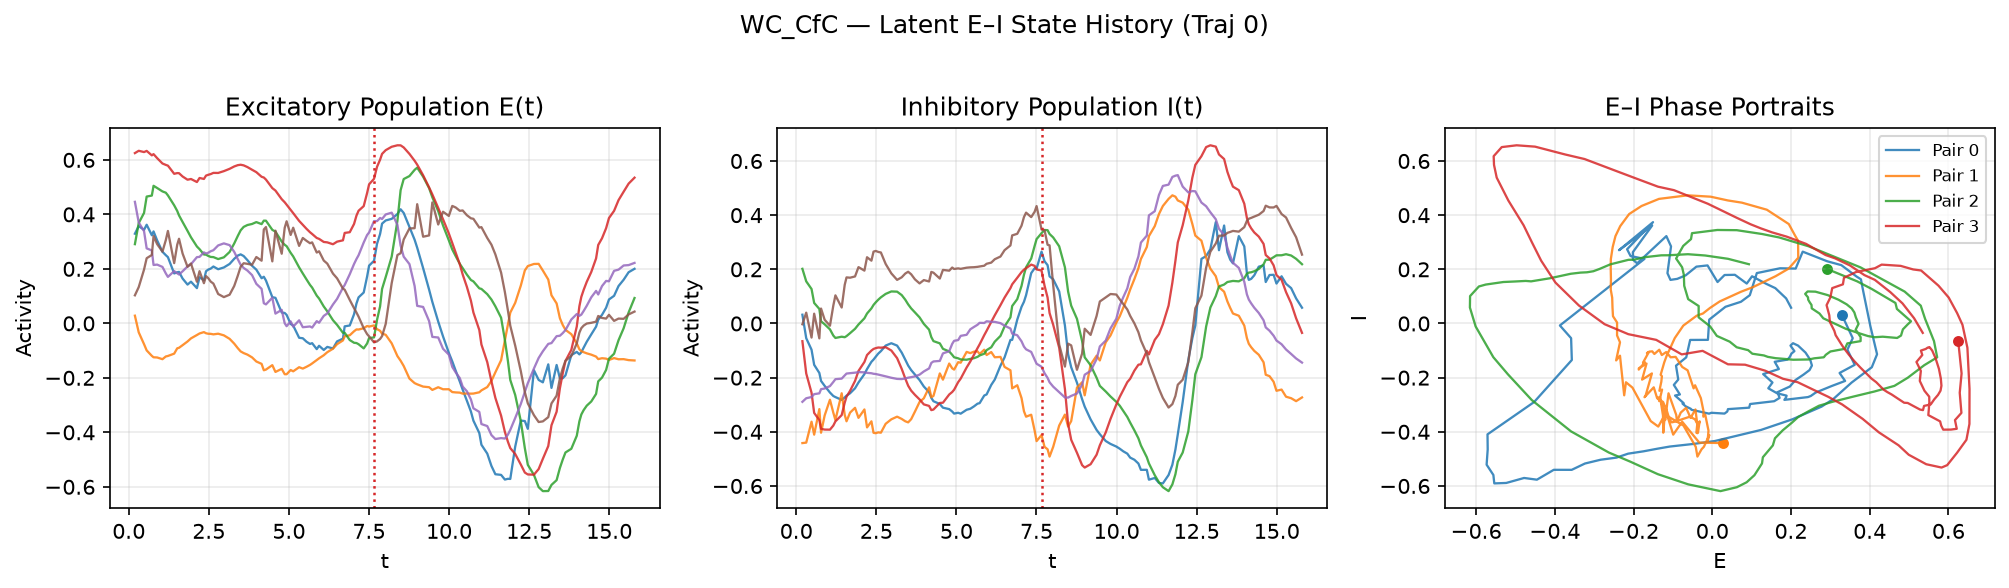 WC_CfC — Latent E–I State History (Traj 0)
Excitatory Population E(t)
Activity
0.6
0.4
0.2
0.0
−0.2
−0.4
−0.6
0.0 2.5 5.0 7.5 10.0 12.5 15.0
t
Inhibitory Population I(t)
Activity
0.6
0.4
0.2
0.0
−0.2
−0.4
−0.6
0.0 2.5 5.0 7.5 10.0 12.5 15.0
t
E–I Phase Portraits
I
0.6
0.4
0.2
0.0
−0.2
−0.4
−0.6
−0.6 −0.4 −0.2 0.0 0.2 0.4 0.6
E
Pair 0
Pair 1
Pair 2
Pair 3